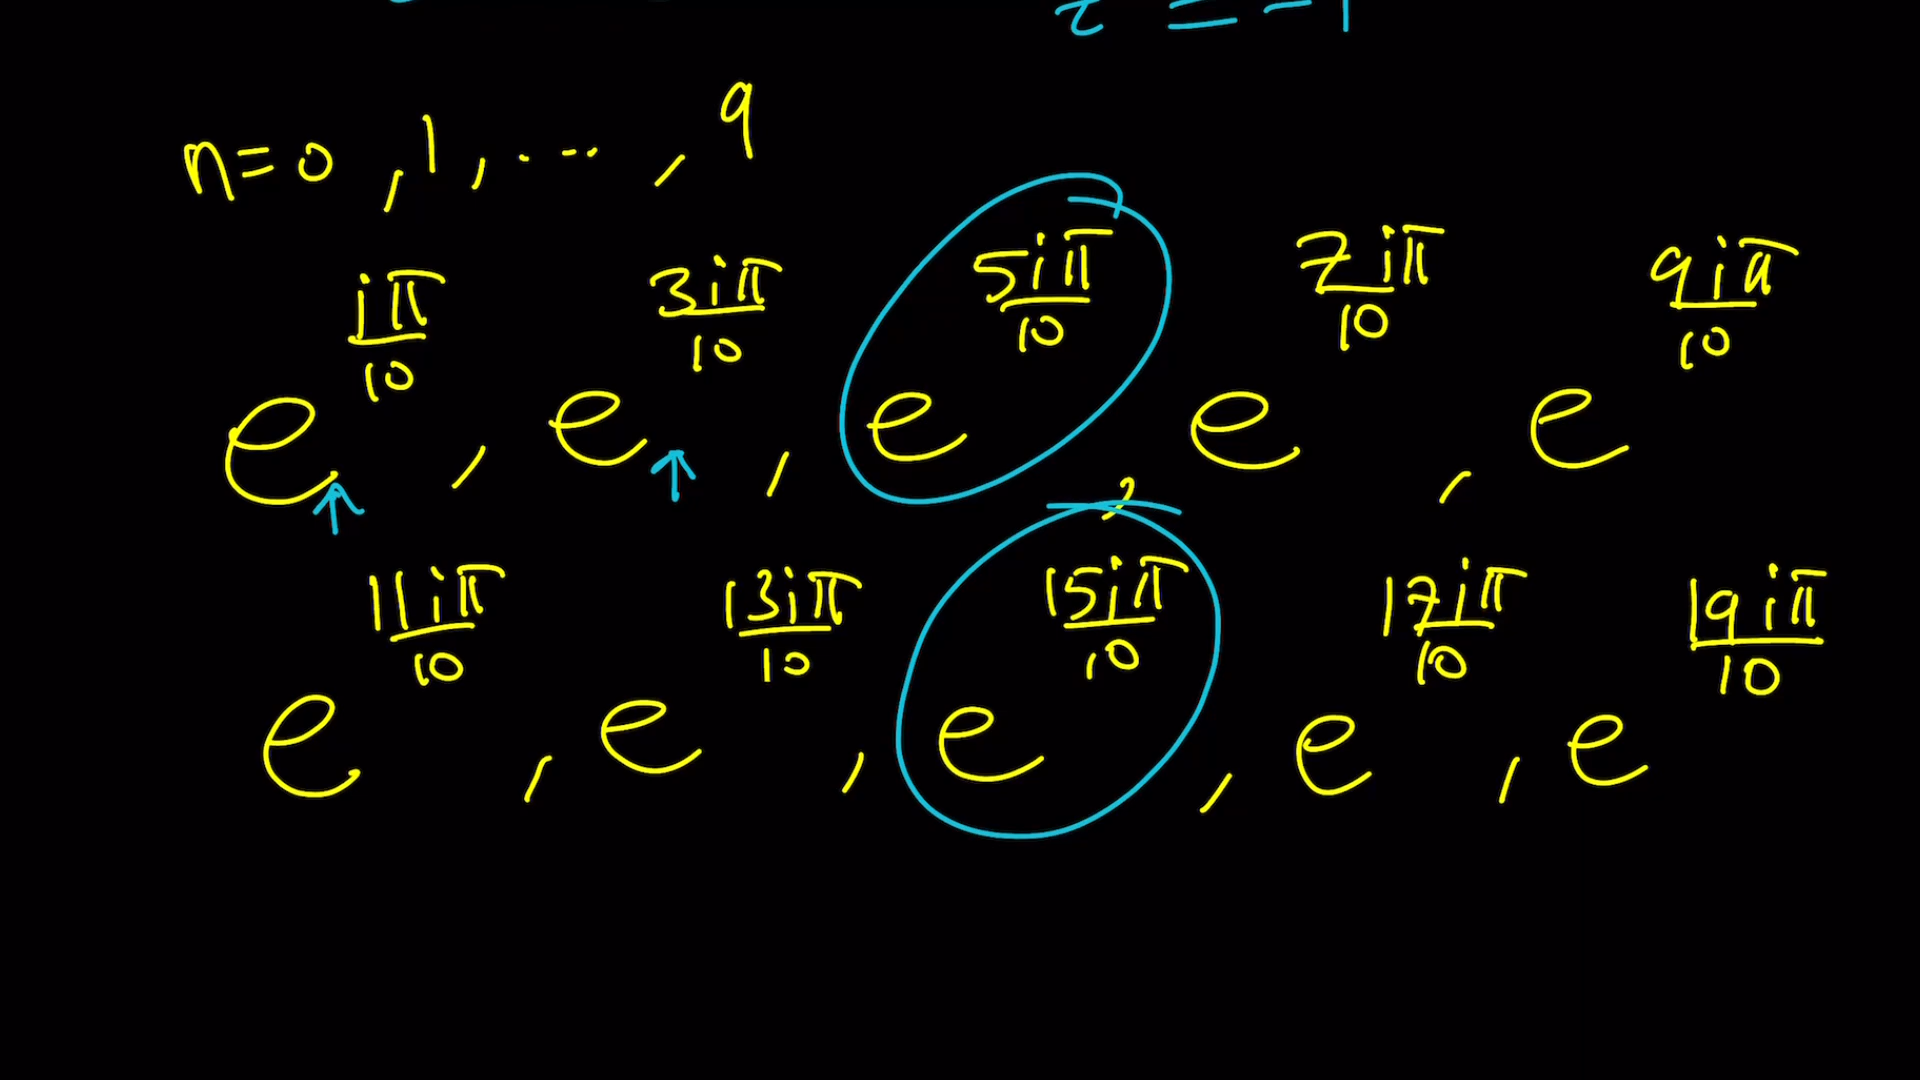 z = -1
n=0 , 1 , ... , 9
e^(iπ/10) , e^(3iπ/10) , e^(5iπ/10) , e^(7iπ/10) , e^(9iπ/10)
e^(11iπ/10) , e^(13iπ/10) , e^(15iπ/10) , e^(17iπ/10) , e^(19iπ/10)